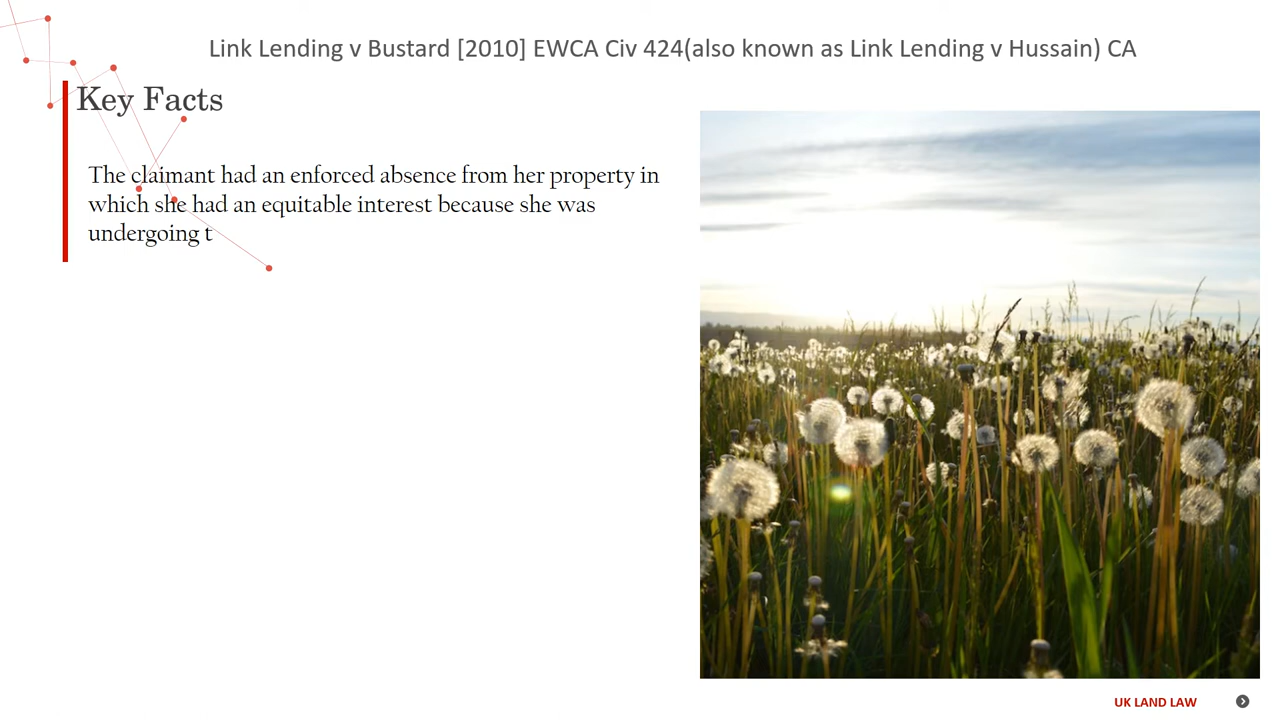 Link Lending v Bustard [2010] EWCA Civ 424(also known as Link Lending v Hussain) CA
Key Facts
The claimant had an enforced absence from her property in
which she had an equitable interest because she was
undergoing t
UK LAND LAW